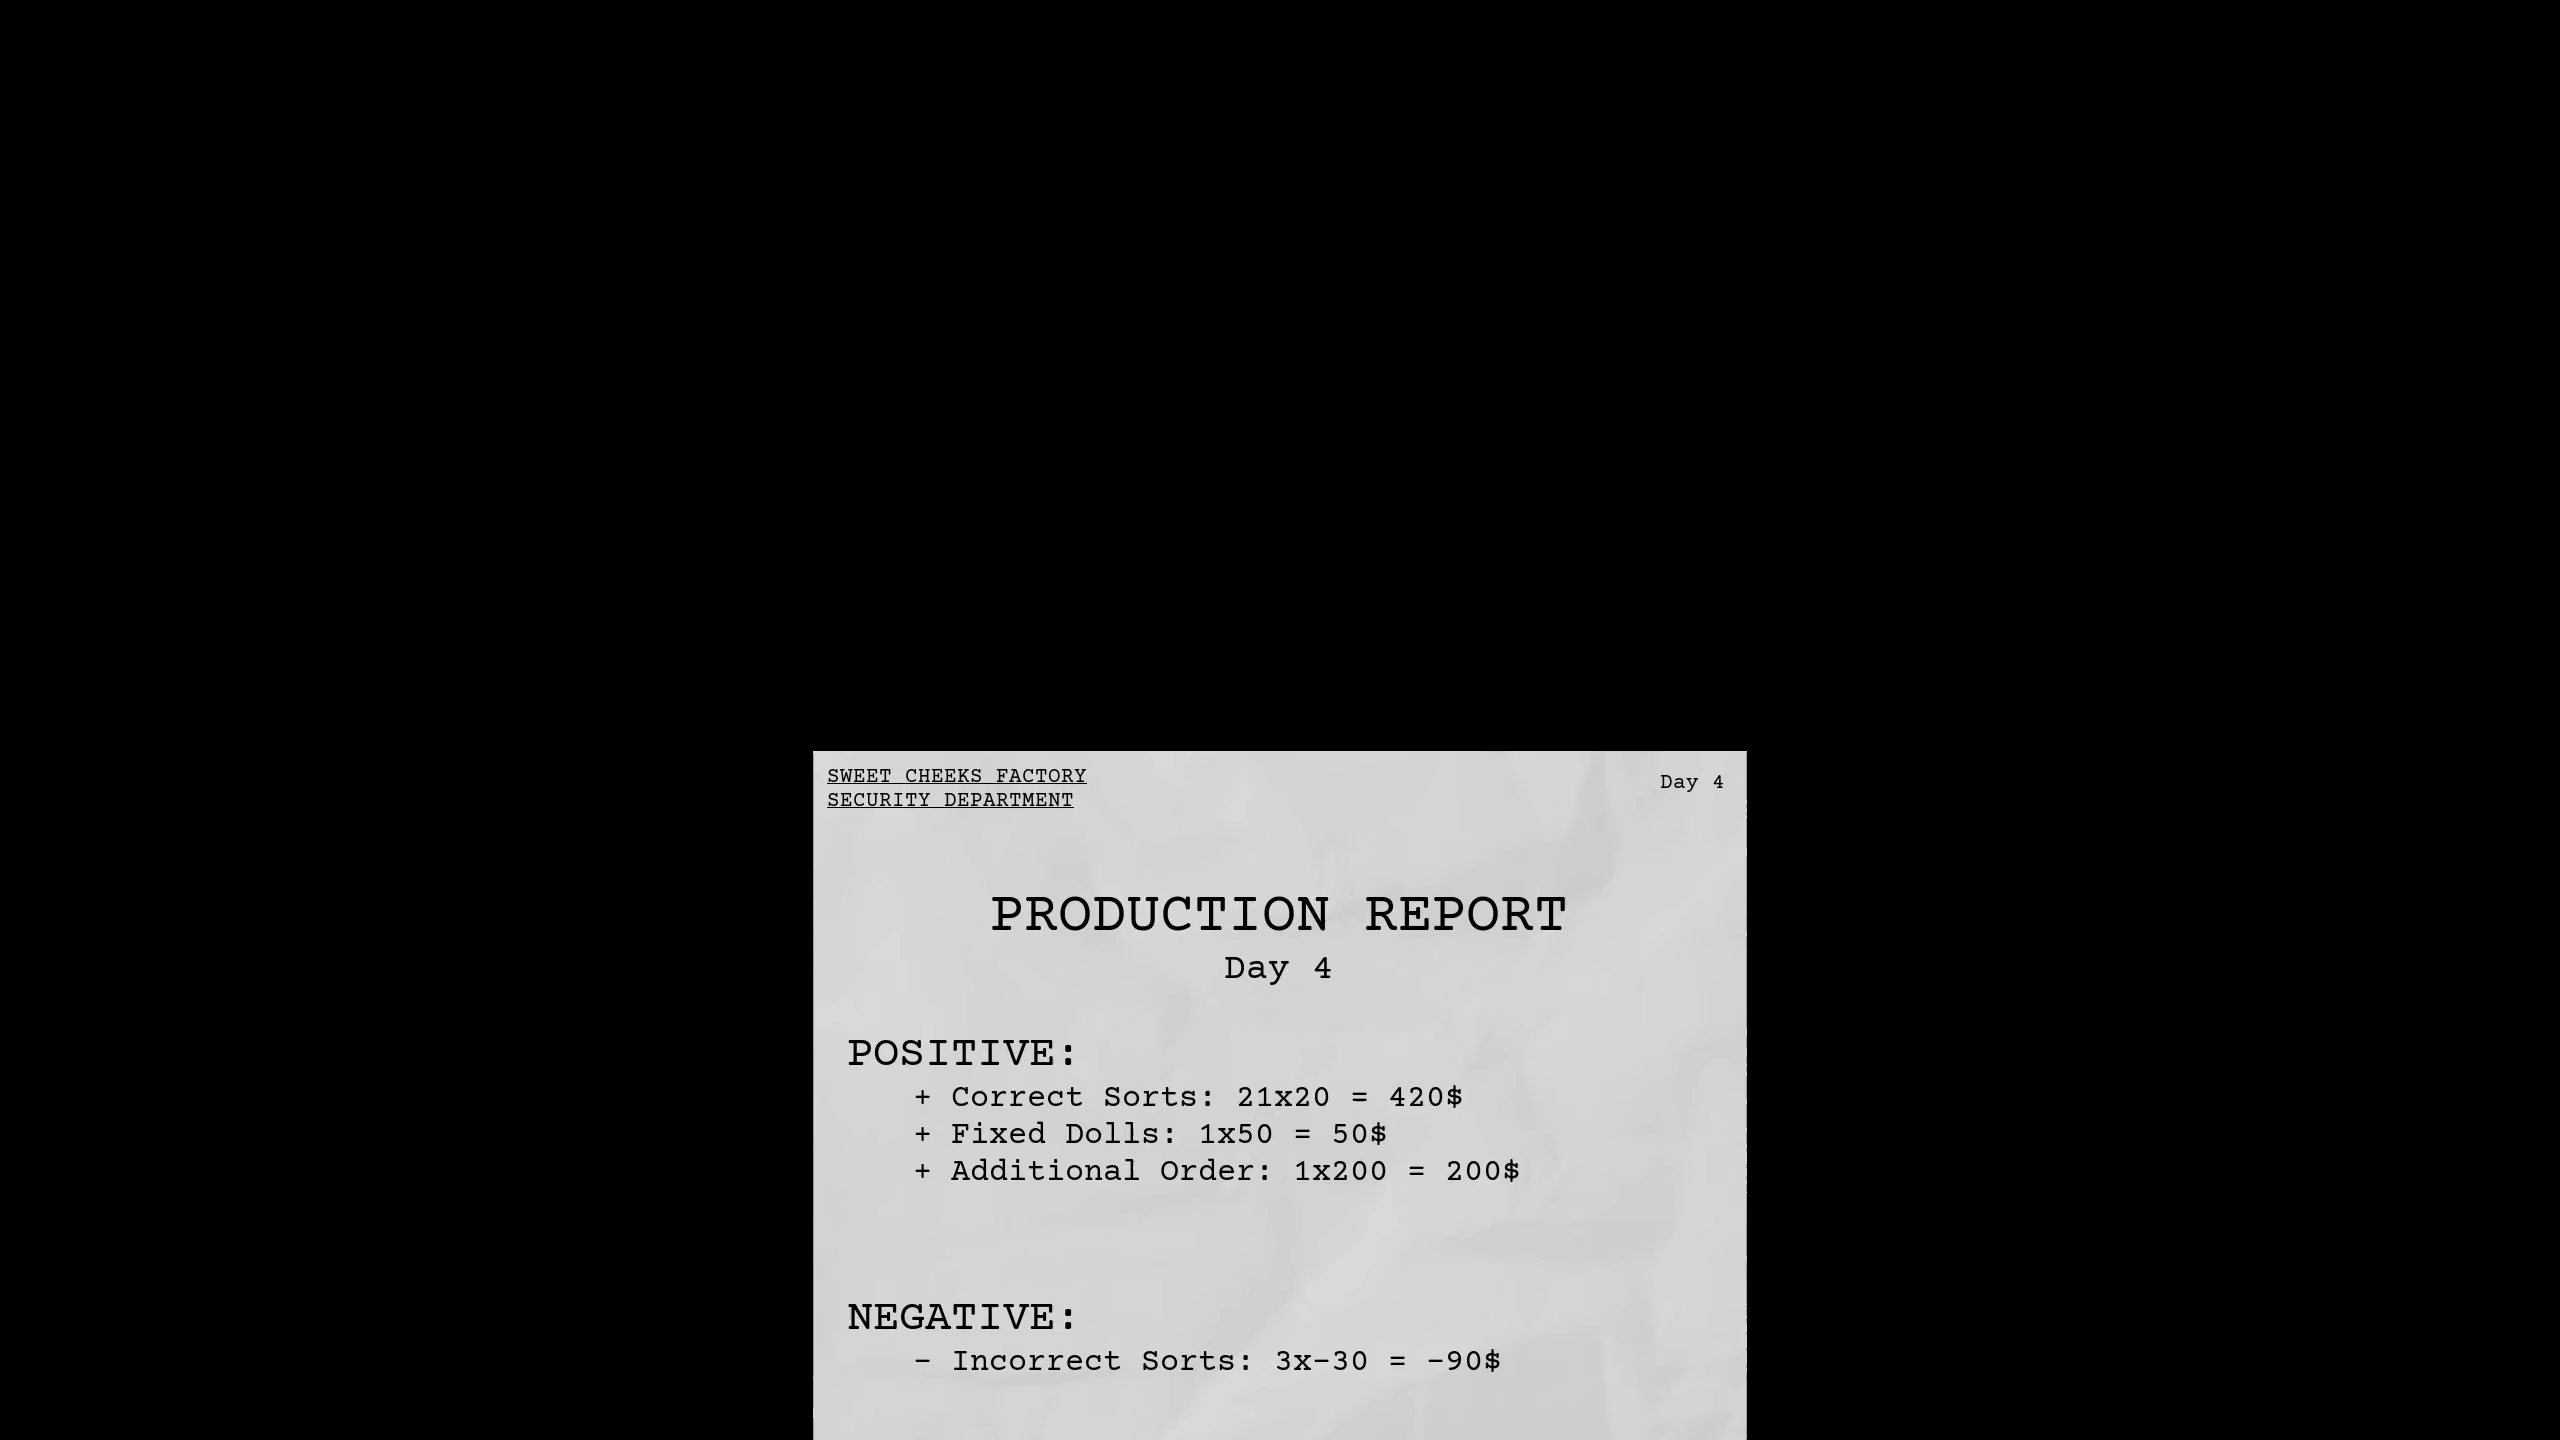 SWEET CHEEKS FACTORY
SECURITY DEPARTMENT
Day 4
PRODUCTION REPORT
Day 4
POSITIVE:
+ Correct Sorts: 21x20 = 420$
+ Fixed Dolls: 1x50 = 50$
+ Additional Order: 1x200 = 200$
NEGATIVE:
- Incorrect Sorts: 3x-30 = -90$